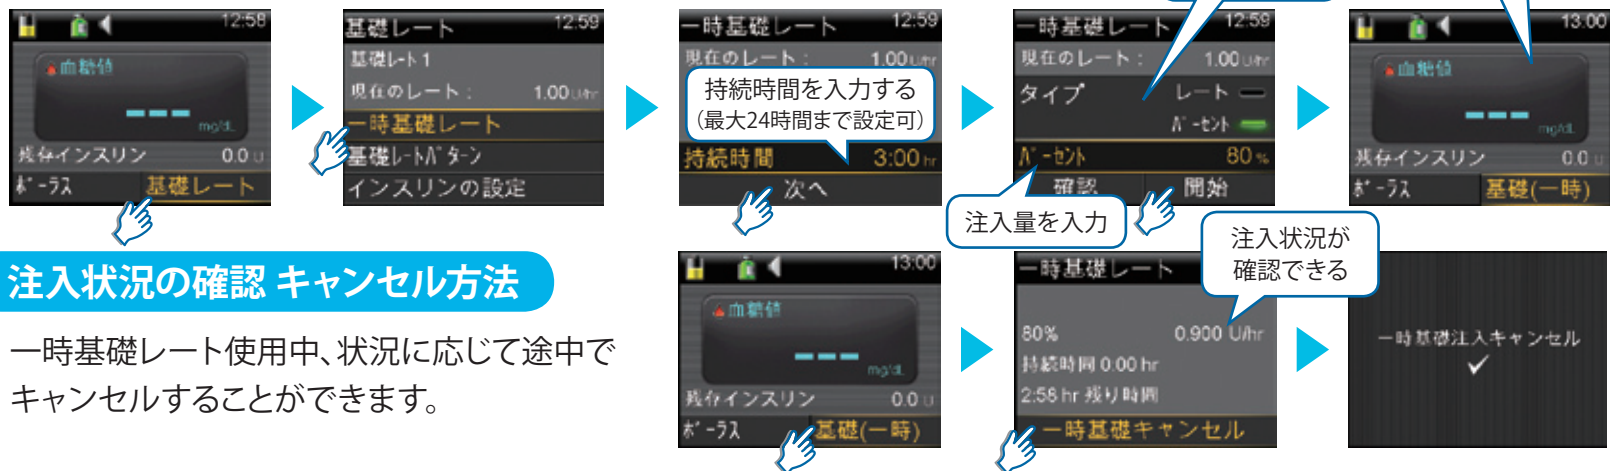 12:58
血糖値
---
mg/dL
残存インスリン 0.0 U
ボーラス 基礎レート
基礎レート 12:59
基礎レート1
現在のレート： 1.00 U/hr
一時基礎レート
基礎レートパターン
インスリンの設定
一時基礎レート 12:59
現在のレート： 1.00 U/hr
持続時間を入力する
（最大24時間まで設定可）
持続時間 3:00 hr
次へ
一時基礎レート 12:59
現在のレート： 1.00 U/hr
タイプ レート
パーセント
パーセント 80 %
確認 開始
注入量を入力
13:00
血糖値
---
mg/dL
残存インスリン 0.0 U
ボーラス 基礎(一時)
注入状況の確認 キャンセル方法
一時基礎レート使用中、状況に応じて途中で
キャンセルすることができます。
13:00
血糖値
---
mg/dL
残存インスリン 0.0 U
ボーラス 基礎(一時)
一時基礎レート
注入状況が
確認できる
80% 0.900 U/hr
持続時間 0.00 hr
2:58 hr 残り時間
一時基礎キャンセル
一時基礎注入キャンセル